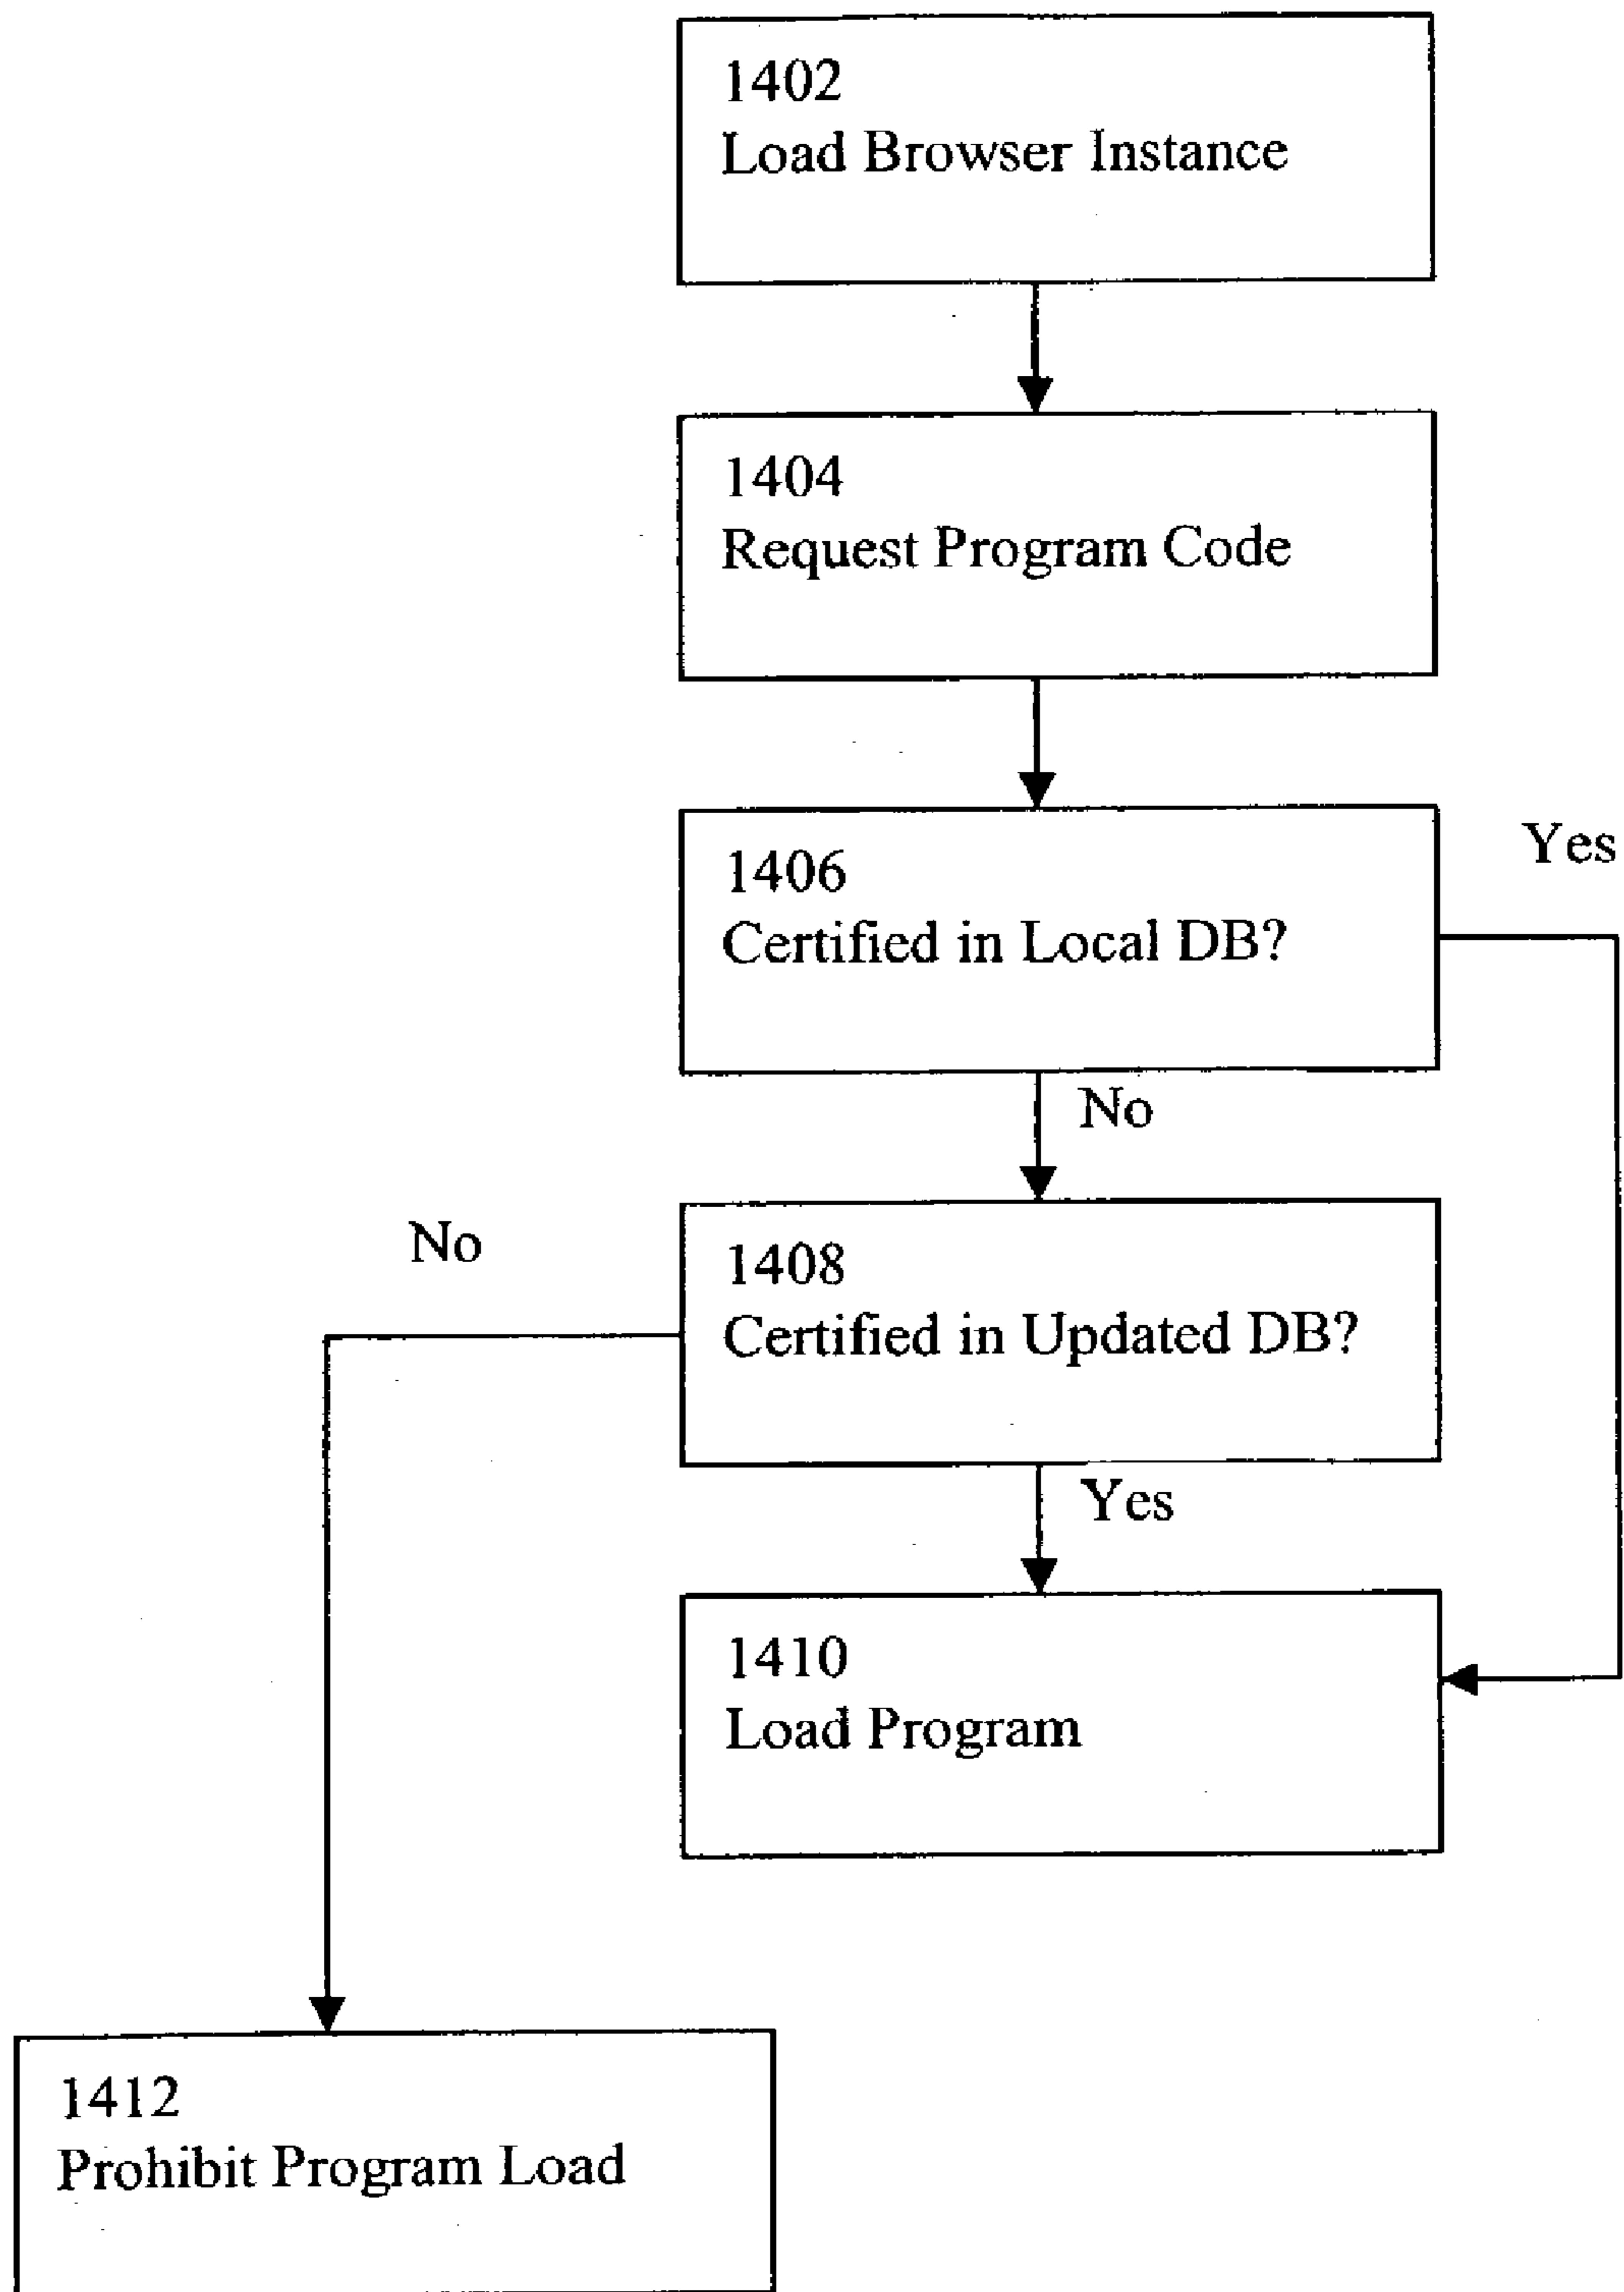 1402
Load Browser Instance
1404
Request Program Code
1406
Certified in Local DB?
Yes
No
1408
Certified in Updated DB?
No
Yes
1410
Load Program
1412
Prohibit Program Load